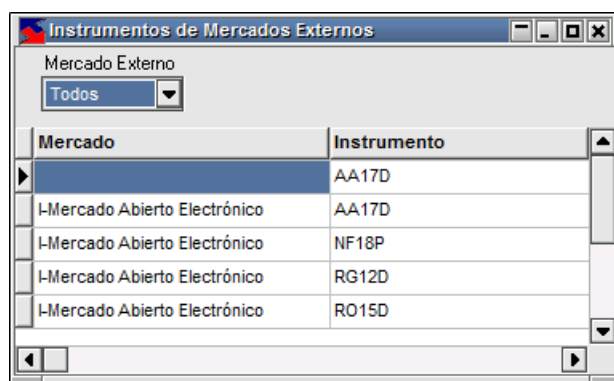 Instrumentos de Mercados Externos
Mercado Externo
Todos
Mercado Instrumento
AA17D
I-Mercado Abierto Electrónico AA17D
I-Mercado Abierto Electrónico NF18P
I-Mercado Abierto Electrónico RG12D
I-Mercado Abierto Electrónico RO15D